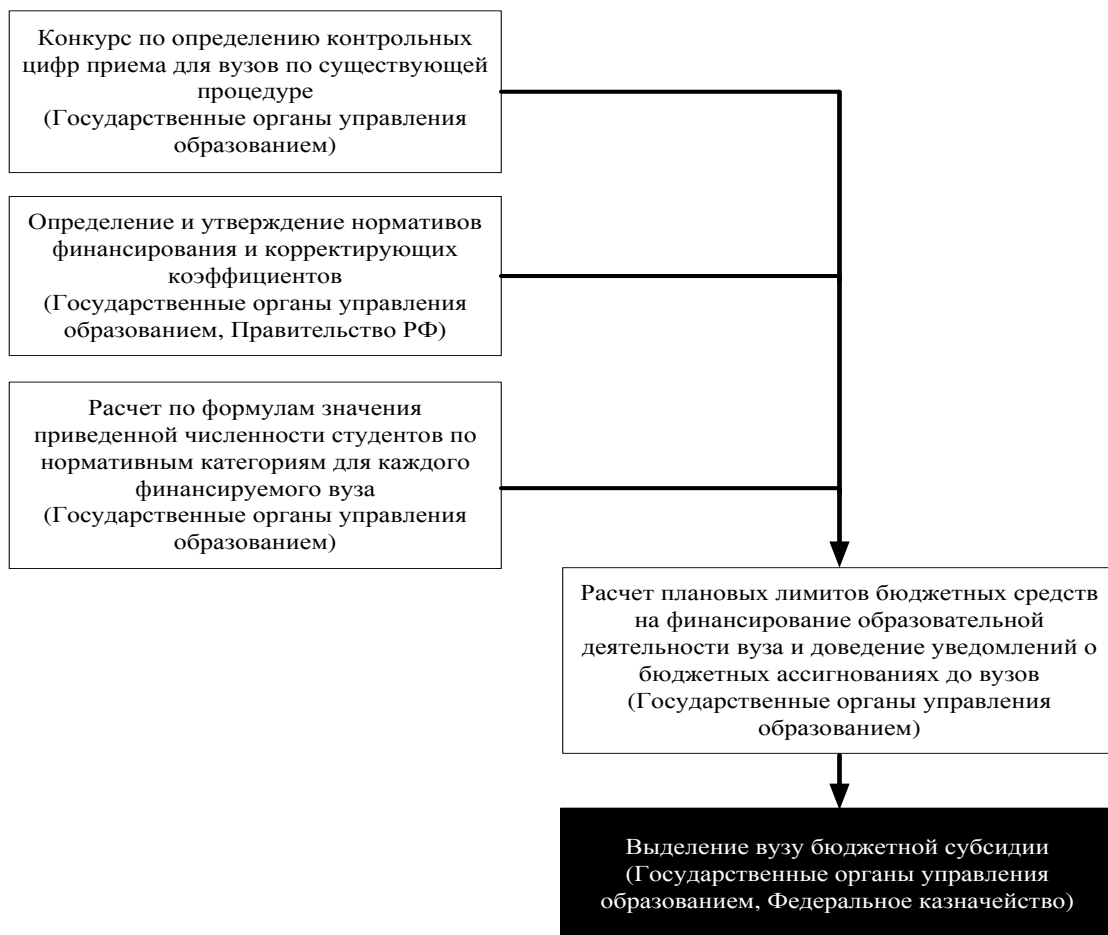 Конкурс по определению контрольных
цифр приема для вузов по существующей
процедуре
(Государственные органы управления
образованием)
Определение и утверждение нормативов
финансирования и корректирующих
коэффициентов
(Государственные органы управления
образованием, Правительство РФ)
Расчет по формулам значения
приведенной численности студентов по
нормативным категориям для каждого
финансируемого вуза
(Государственные органы управления
образованием)
Расчет плановых лимитов бюджетных средств
на финансирование образовательной
деятельности вуза и доведение уведомлений о
бюджетных ассигнованиях до вузов
(Государственные органы управления
образованием)
Выделение вузу бюджетной субсидии
(Государственные органы управления
образованием, Федеральное казначейство)